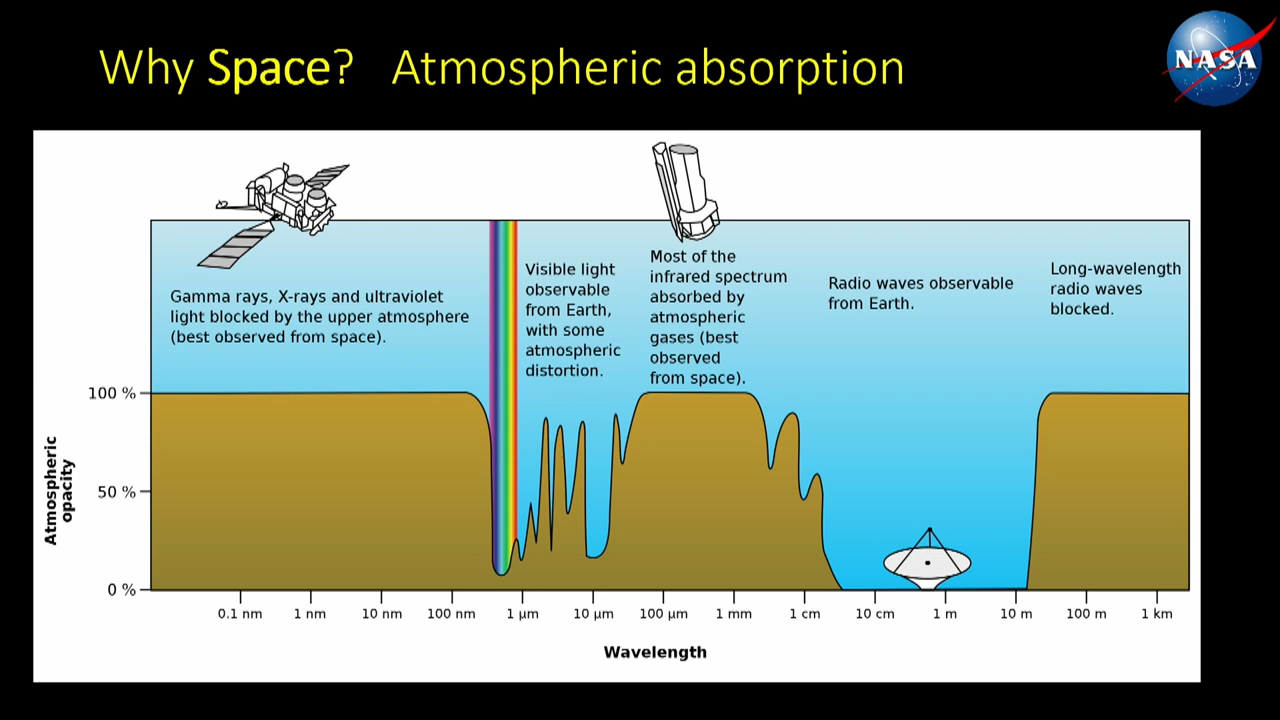 Why Space? Atmospheric absorption
NASA
Gamma rays, X-rays and ultraviolet
light blocked by the upper atmosphere
(best observed from space).
Visible light
observable
from Earth,
with some
atmospheric
distortion.
Most of the
infrared spectrum
absorbed by
atmospheric
gases (best
observed
from space).
Radio waves observable
from Earth.
Long-wavelength
radio waves
blocked.
Atmospheric
opacity
100 %
50 %
0 %
0.1 nm 1 nm 10 nm 100 nm 1 µm 10 µm 100 µm 1 mm 1 cm 10 cm 1 m 10 m 100 m 1 km
Wavelength